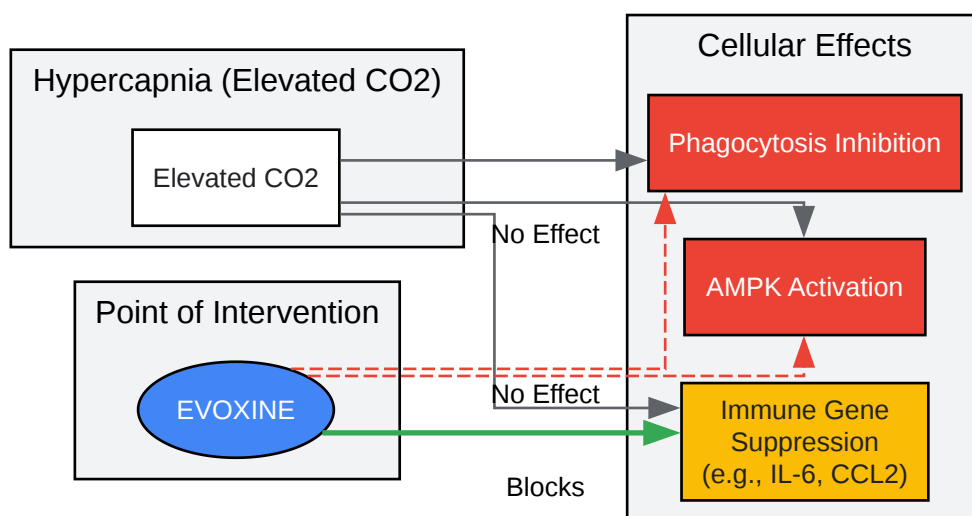 Hypercapnia (Elevated CO2)
Elevated CO2
Point of Intervention
EVOXINE
No Effect
No Effect
Blocks
Cellular Effects
Phagocytosis Inhibition
AMPK Activation
Immune Gene
Suppression
(e.g., IL-6, CCL2)